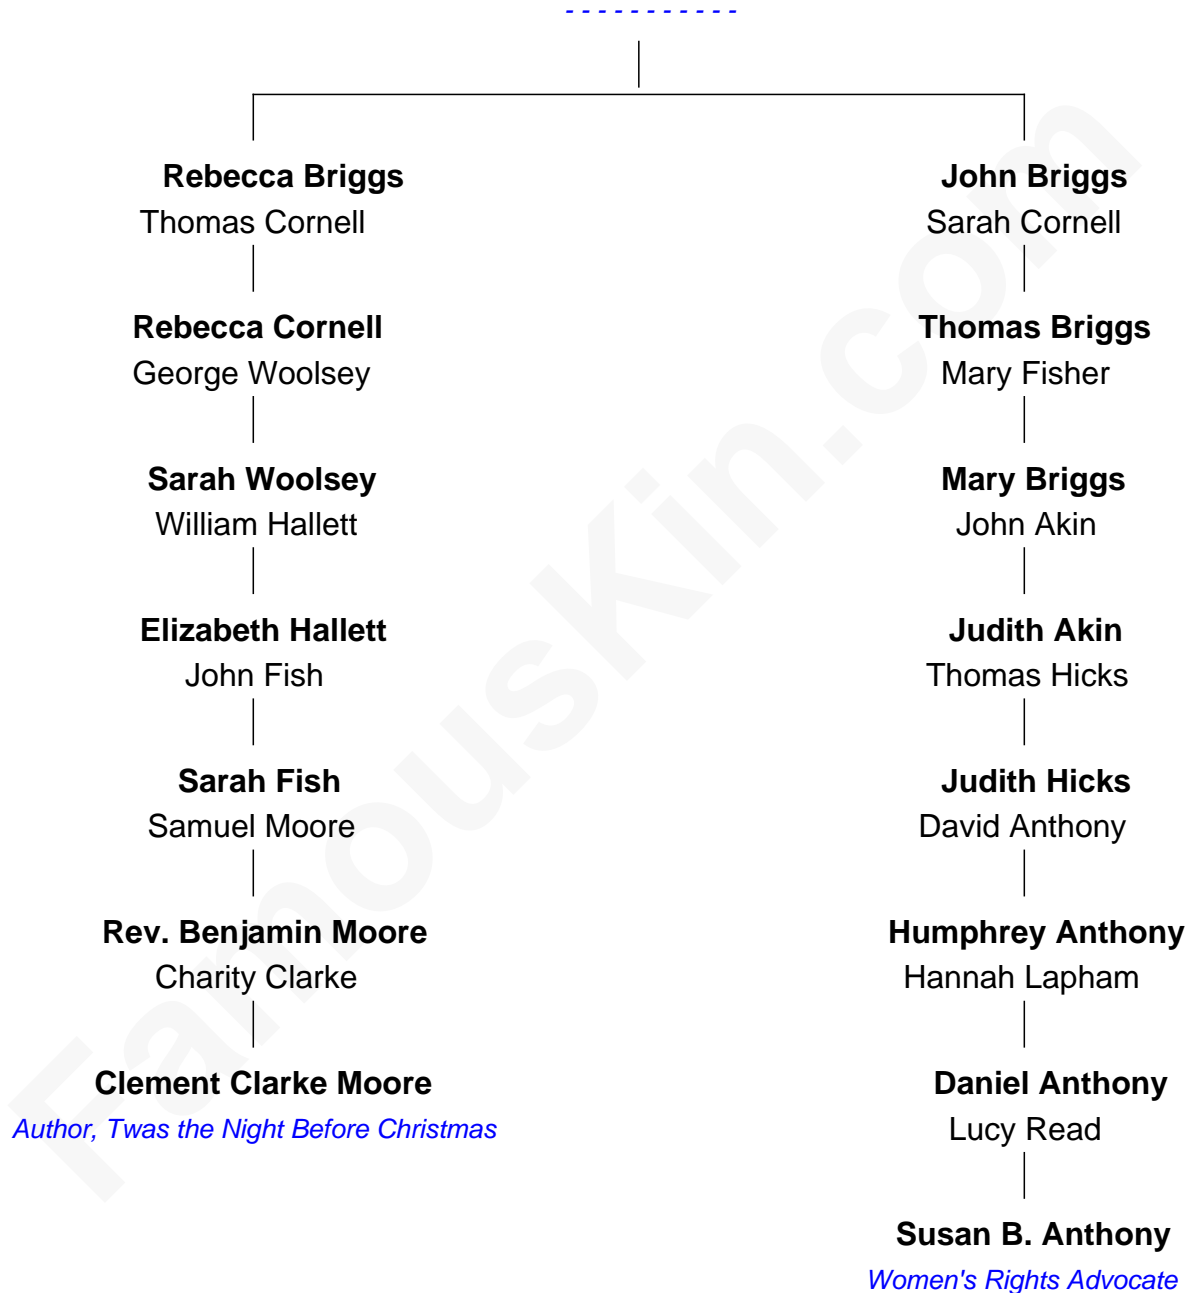 - - - - - - - - - - -
Rebecca Briggs
Thomas Cornell
Rebecca Cornell
George Woolsey
Sarah Woolsey
William Hallett
Elizabeth Hallett
John Fish
Sarah Fish
Samuel Moore
Rev. Benjamin Moore
Charity Clarke
Clement Clarke Moore
Author, Twas the Night Before Christmas
John Briggs
Sarah Cornell
Thomas Briggs
Mary Fisher
Mary Briggs
John Akin
Judith Akin
Thomas Hicks
Judith Hicks
David Anthony
Humphrey Anthony
Hannah Lapham
Daniel Anthony
Lucy Read
Susan B. Anthony
Women's Rights Advocate
FamousKin.com